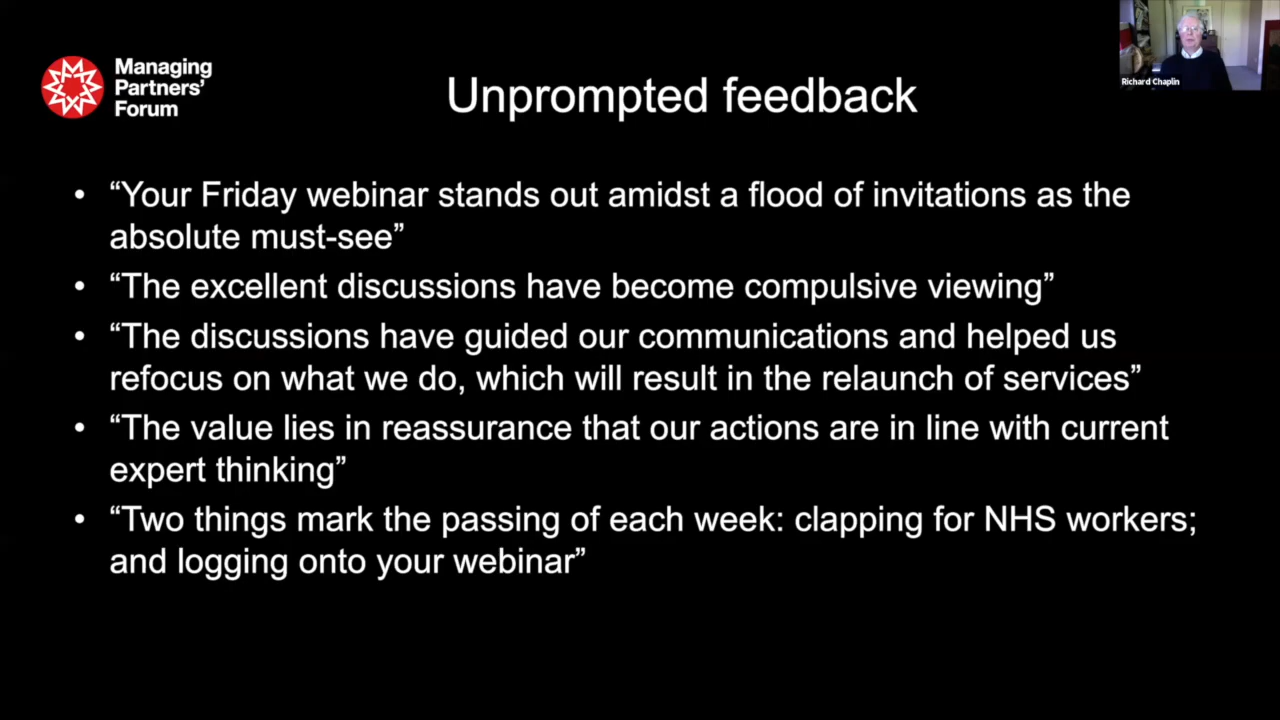 Managing
Partners'
Forum
Unprompted feedback
Richard Chaplin
• “Your Friday webinar stands out amidst a flood of invitations as the
absolute must-see”
• “The excellent discussions have become compulsive viewing”
• “The discussions have guided our communications and helped us
refocus on what we do, which will result in the relaunch of services”
• “The value lies in reassurance that our actions are in line with current
expert thinking”
• “Two things mark the passing of each week: clapping for NHS workers;
and logging onto your webinar”